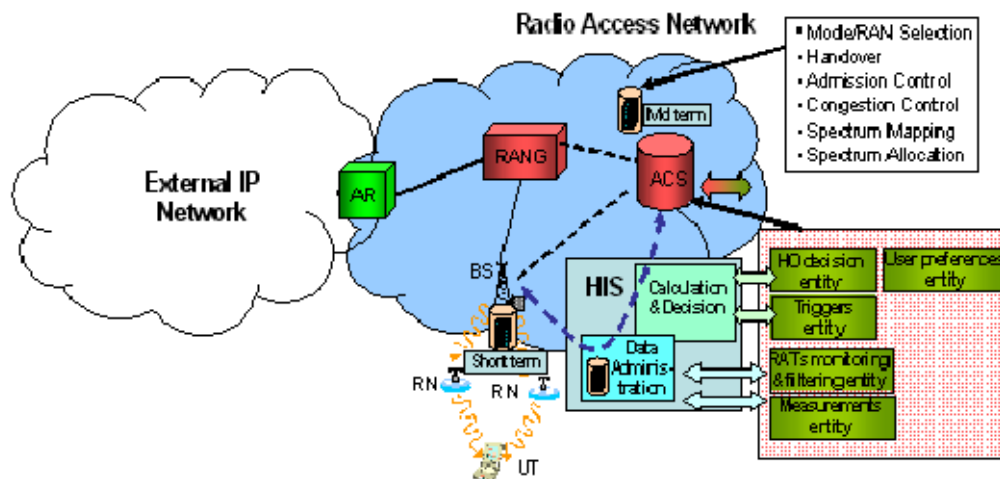 Radio Access Network
▪ Mode/RAN Selection
• Handover
• Admission Control
• Congestion Control
• Spectrum Mapping
• Spectrum Allocation
Mid term
RANG
ACS
AR
External IP
Network
BS
HIS
Calculation
& Decision
HO decision
entity
User preferences
entity
Triggers
entity
Short term
Data
Adminis-
tration
RATs monitoring
& filtering entity
RN
RN
Measurements
entity
UT